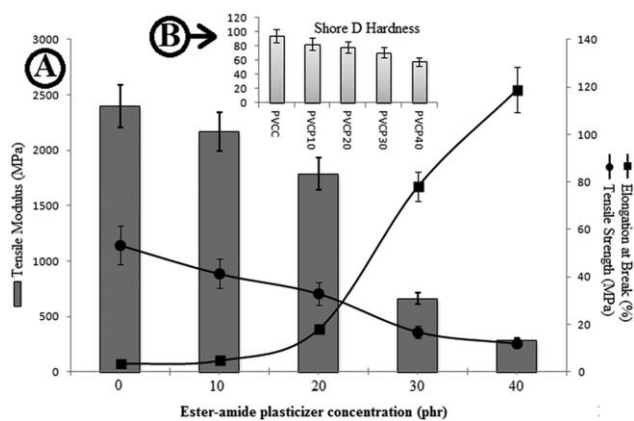 B
Shore D Hardness
120
100
80
60
40
20
0
PVCC
PVCP10
PVCP20
PVCP30
PVCP40
A
3000
2500
2000
1500
1000
500
0
Tensile Modulus (MPa)
140
120
100
80
60
40
20
0
Elongation at Break (%)
Tensile Strength (MPa)
0 10 20 30 40
Ester-amide plasticizer concentration (phr)